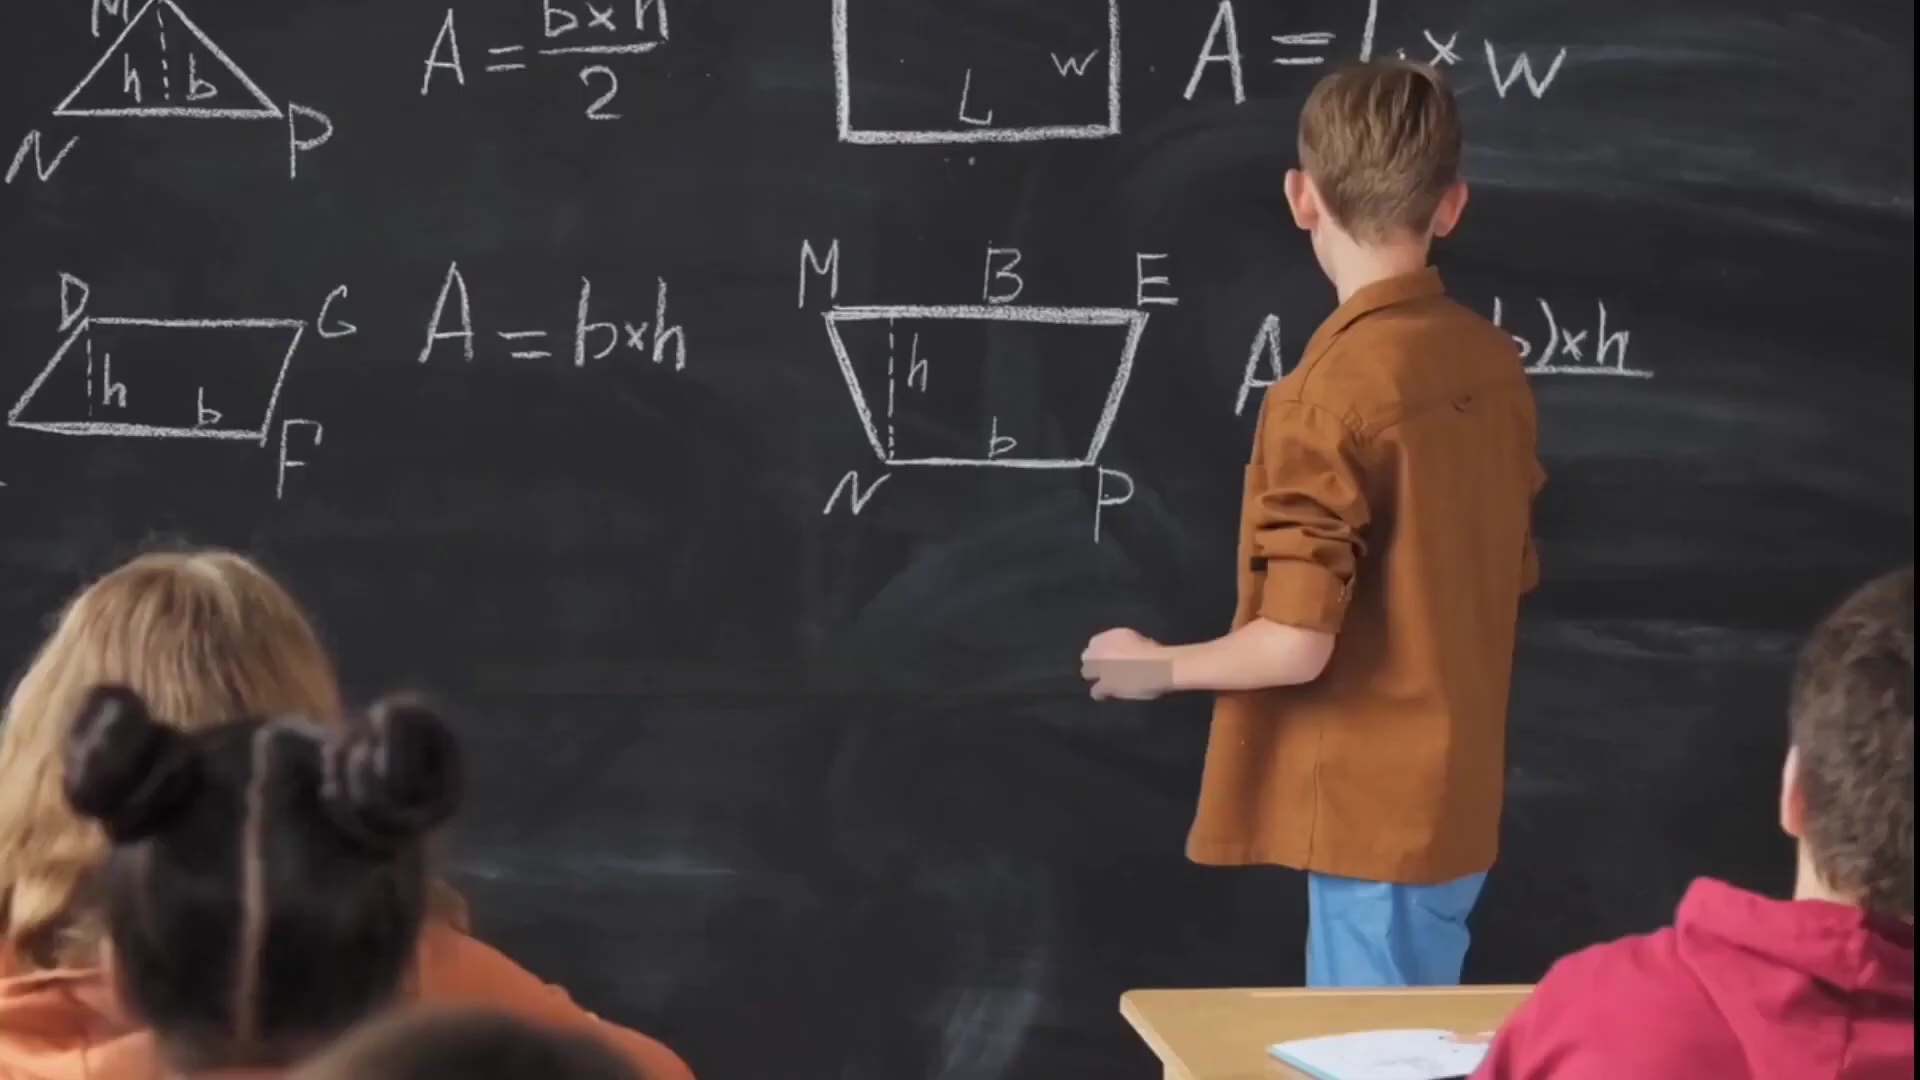 M
h b
N P
A = b×h
2
L w
A = L × w
D G
h b
F
A = b×h
M B E
h
b
N P
A b)×h